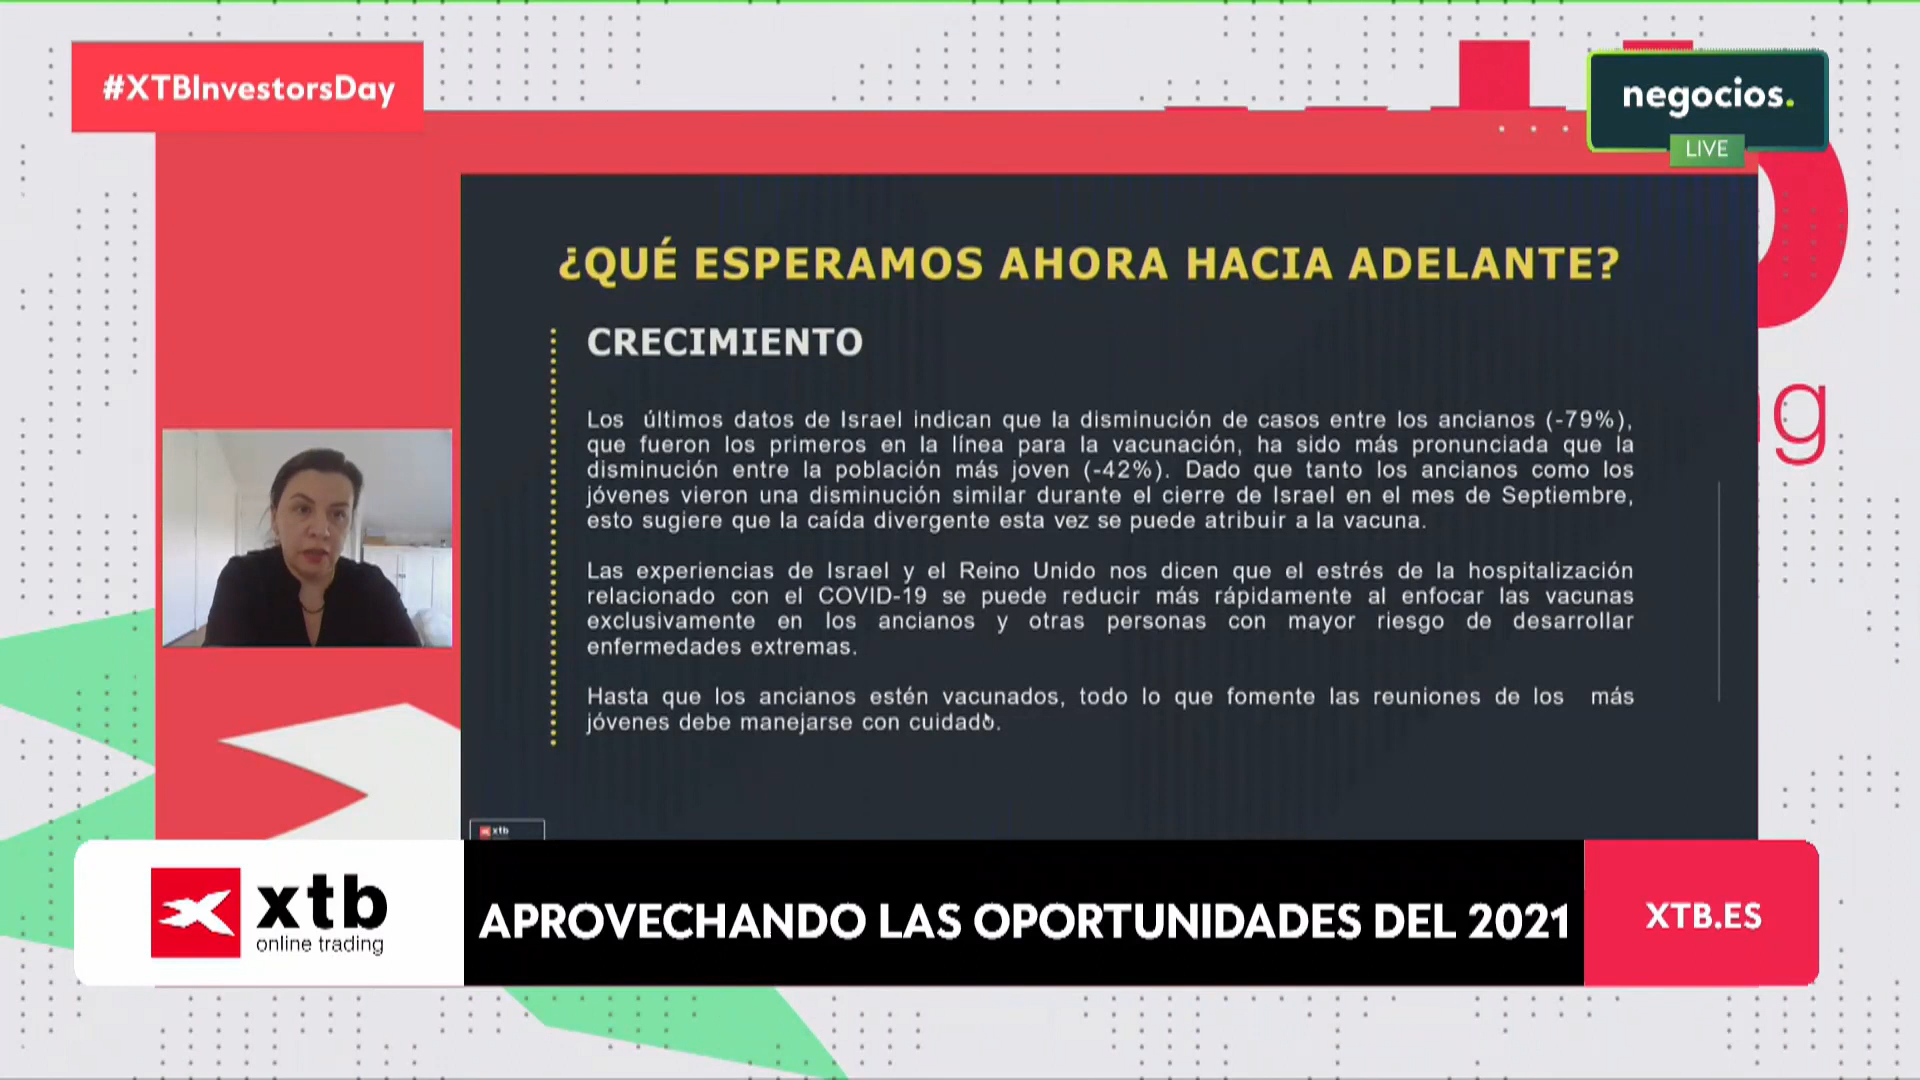 #XTBInvestorsDay
negocios.
LIVE
¿QUÉ ESPERAMOS AHORA HACIA ADELANTE?
CRECIMIENTO
Los últimos datos de Israel indican que la disminución de casos entre los ancianos (-79%),
que fueron los primeros en la línea para la vacunación, ha sido más pronunciada que la
disminución entre la población más joven (-42%). Dado que tanto los ancianos como los
jóvenes vieron una disminución similar durante el cierre de Israel en el mes de Septiembre,
esto sugiere que la caída divergente esta vez se puede atribuir a la vacuna.
Las experiencias de Israel y el Reino Unido nos dicen que el estrés de la hospitalización
relacionado con el COVID-19 se puede reducir más rápidamente al enfocar las vacunas
exclusivamente en los ancianos y otras personas con mayor riesgo de desarrollar
enfermedades extremas.
Hasta que los ancianos estén vacunados, todo lo que fomente las reuniones de los más
jóvenes debe manejarse con cuidado.
xtb
xtb
online trading
APROVECHANDO LAS OPORTUNIDADES DEL 2021
XTB.ES